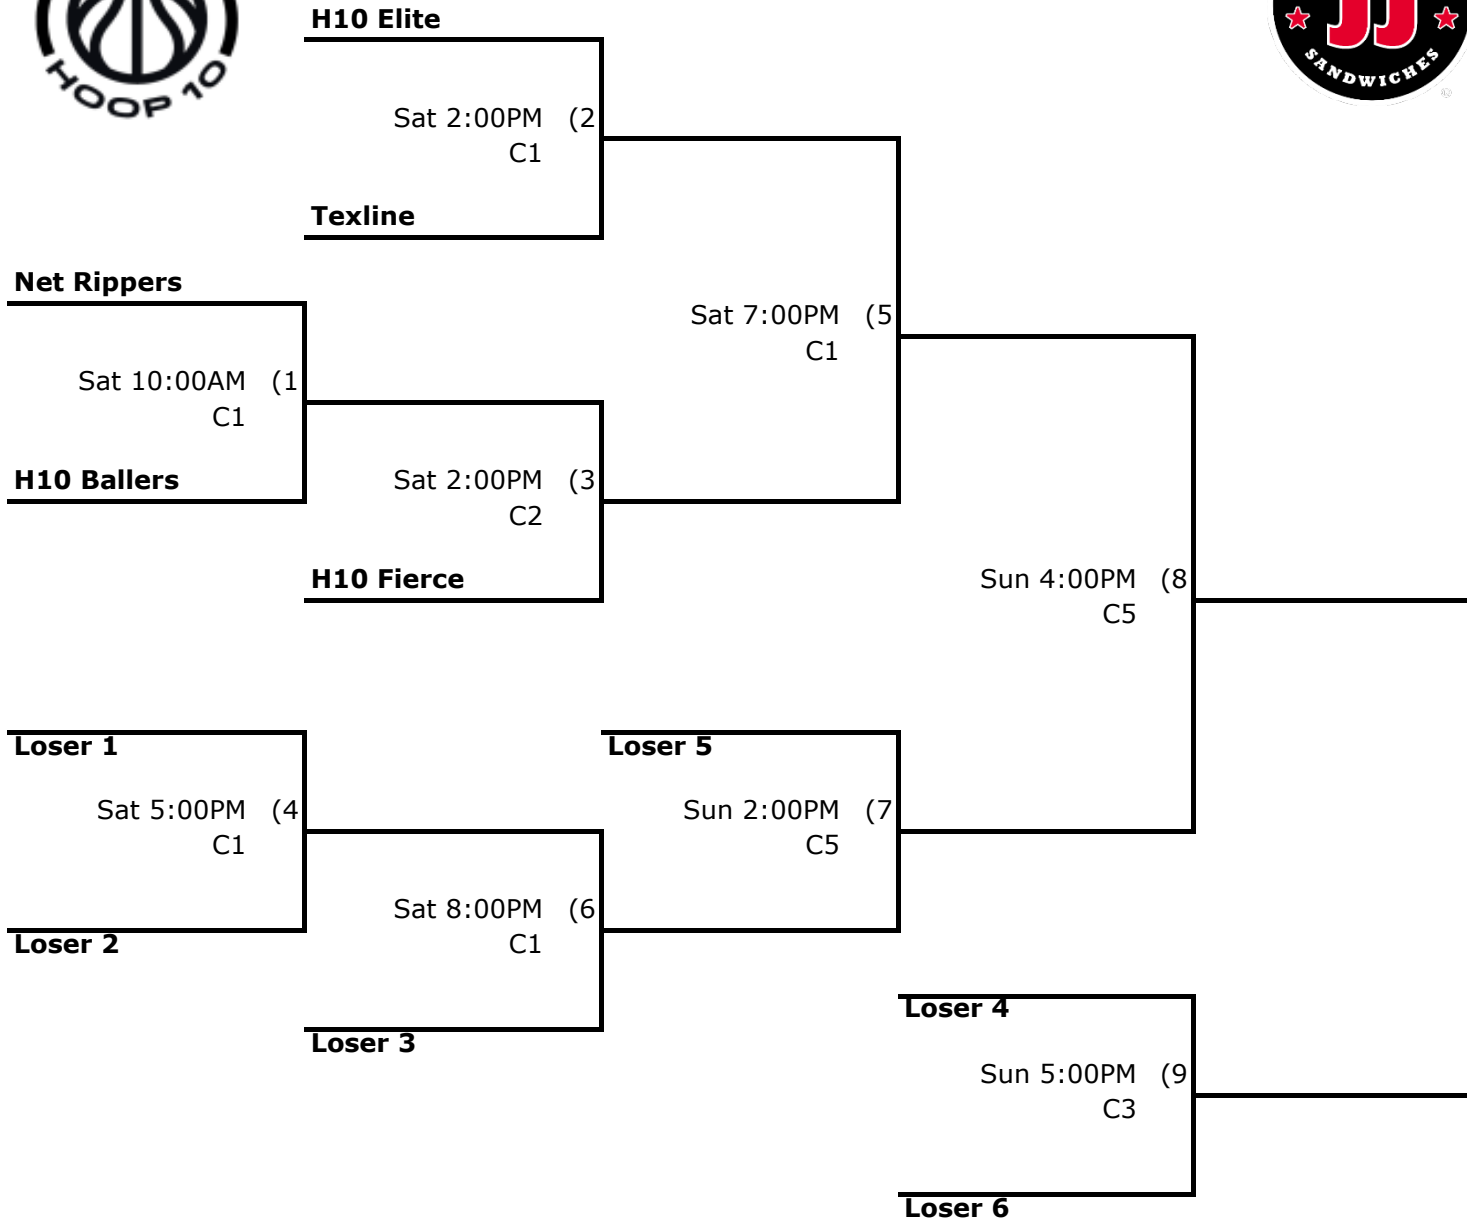 HOOP 10
JJ
SANDWICHES
H10 Elite
Sat 2:00PM (2
C1
Texline
Net Rippers
Sat 7:00PM (5
C1
Sat 10:00AM (1
C1
H10 Ballers
Sat 2:00PM (3
C2
H10 Fierce
Sun 4:00PM (8
C5
Loser 1
Loser 5
Sat 5:00PM (4
C1
Sun 2:00PM (7
C5
Loser 2
Sat 8:00PM (6
C1
Loser 4
Loser 3
Sun 5:00PM (9
C3
Loser 6